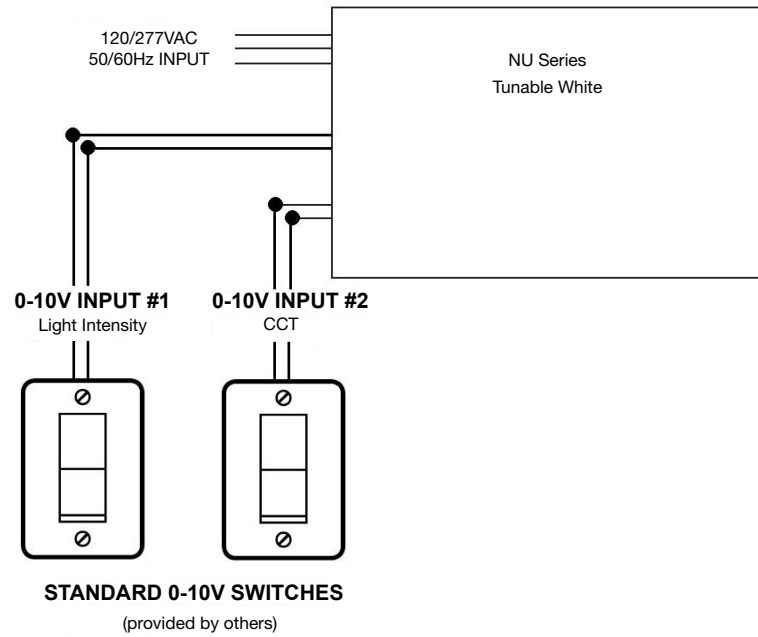 120/277VAC
50/60Hz INPUT
NU Series
Tunable White
0-10V INPUT #1
Light Intensity
0-10V INPUT #2
CCT
STANDARD 0-10V SWITCHES
(provided by others)